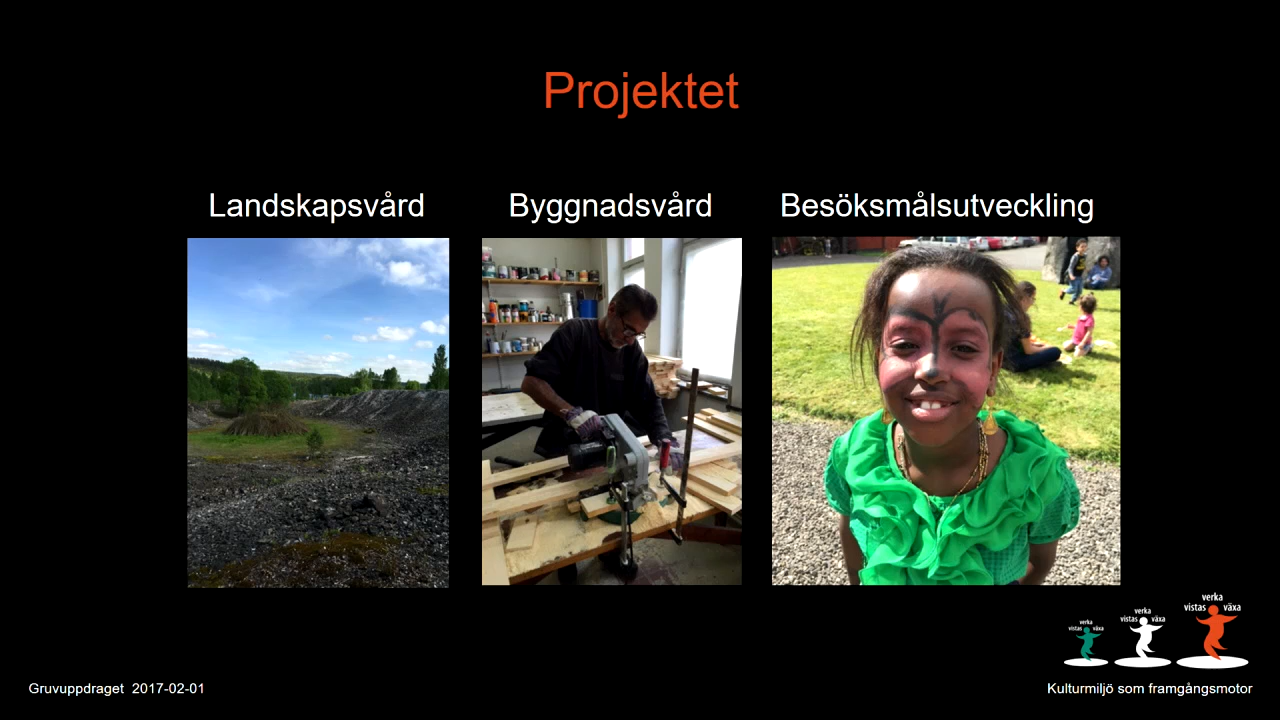 Projektet
Landskapsvård
Byggnadsvård
Besöksmålsutveckling
verka
vistas växa
verka
vistas växa
verka
vistas växa
Gruvuppdraget 2017-02-01
Kulturmiljö som framgångsmotor